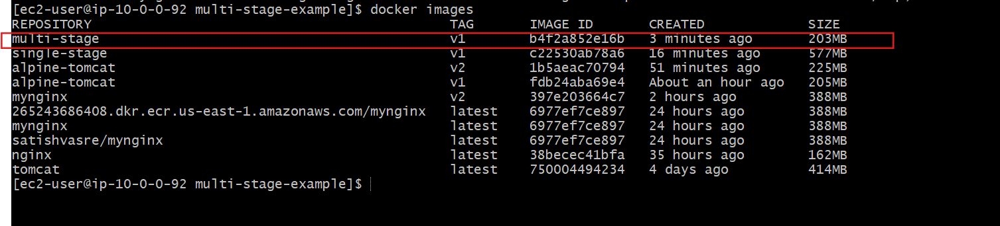 [ec2-user@ip-10-0-0-92 multi-stage-example]$ docker images
REPOSITORY TAG IMAGE ID CREATED SIZE
multi-stage v1 b4f2a852e16b 3 minutes ago 203MB
single-stage v1 c22530ab78a6 16 minutes ago 577MB
alpine-tomcat v2 1b5aeac70794 51 minutes ago 225MB
alpine-tomcat v1 fdb24aba69e4 About an hour ago 205MB
mynginx v2 397e203664c7 2 hours ago 388MB
265243686408.dkr.ecr.us-east-1.amazonaws.com/mynginx latest 6977ef7ce897 24 hours ago 388MB
mynginx latest 6977ef7ce897 24 hours ago 388MB
satishvasre/mynginx latest 6977ef7ce897 24 hours ago 388MB
nginx latest 38becec41bfa 35 hours ago 162MB
tomcat latest 750004494234 4 days ago 414MB
[ec2-user@ip-10-0-0-92 multi-stage-example]$